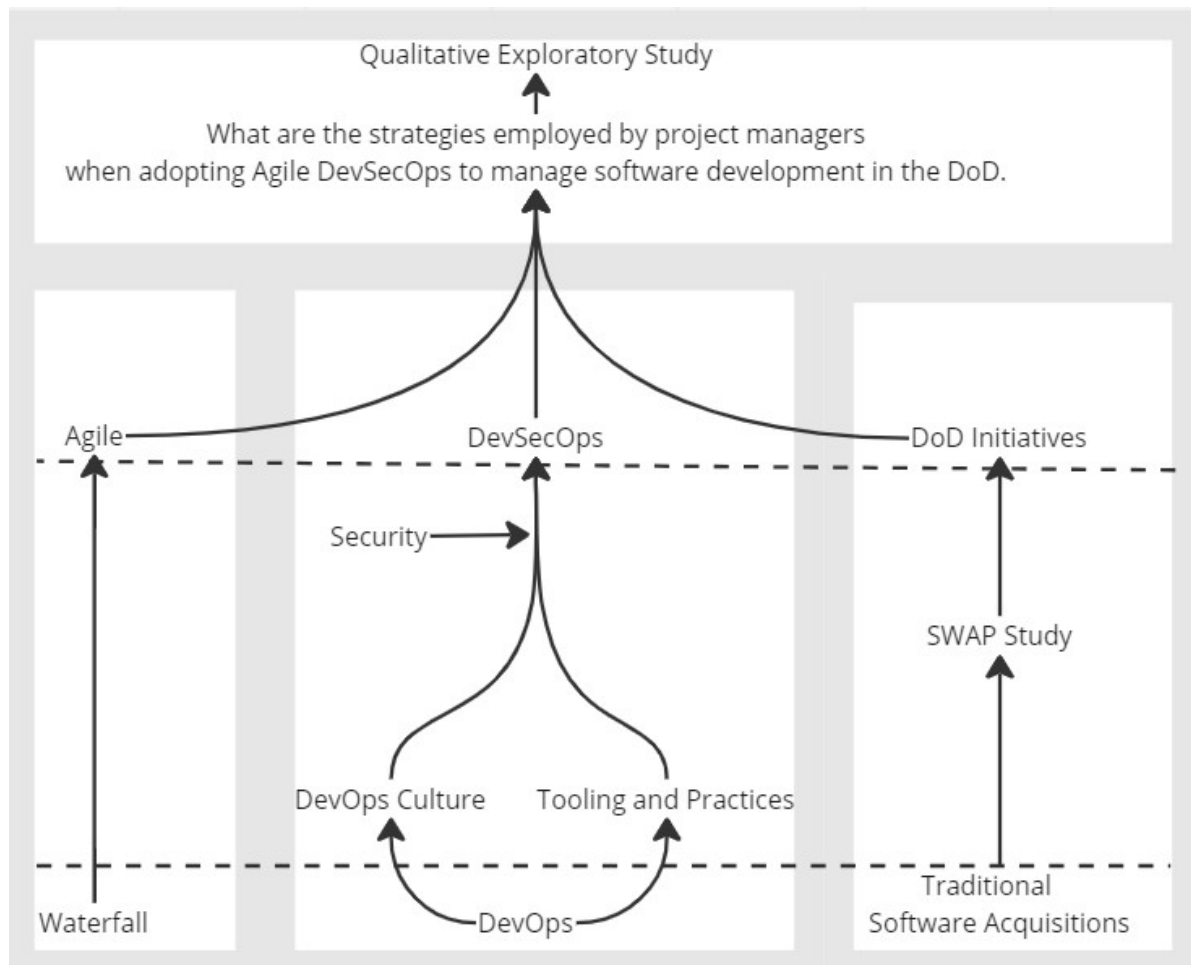 Qualitative Exploratory Study
What are the strategies employed by project managers
when adopting Agile DevSecOps to manage software development in the DoD.
Agile
DevSecOps
DoD Initiatives
Security
SWAP Study
DevOps Culture
Tooling and Practices
Traditional
Software Acquisitions
Waterfall
DevOps